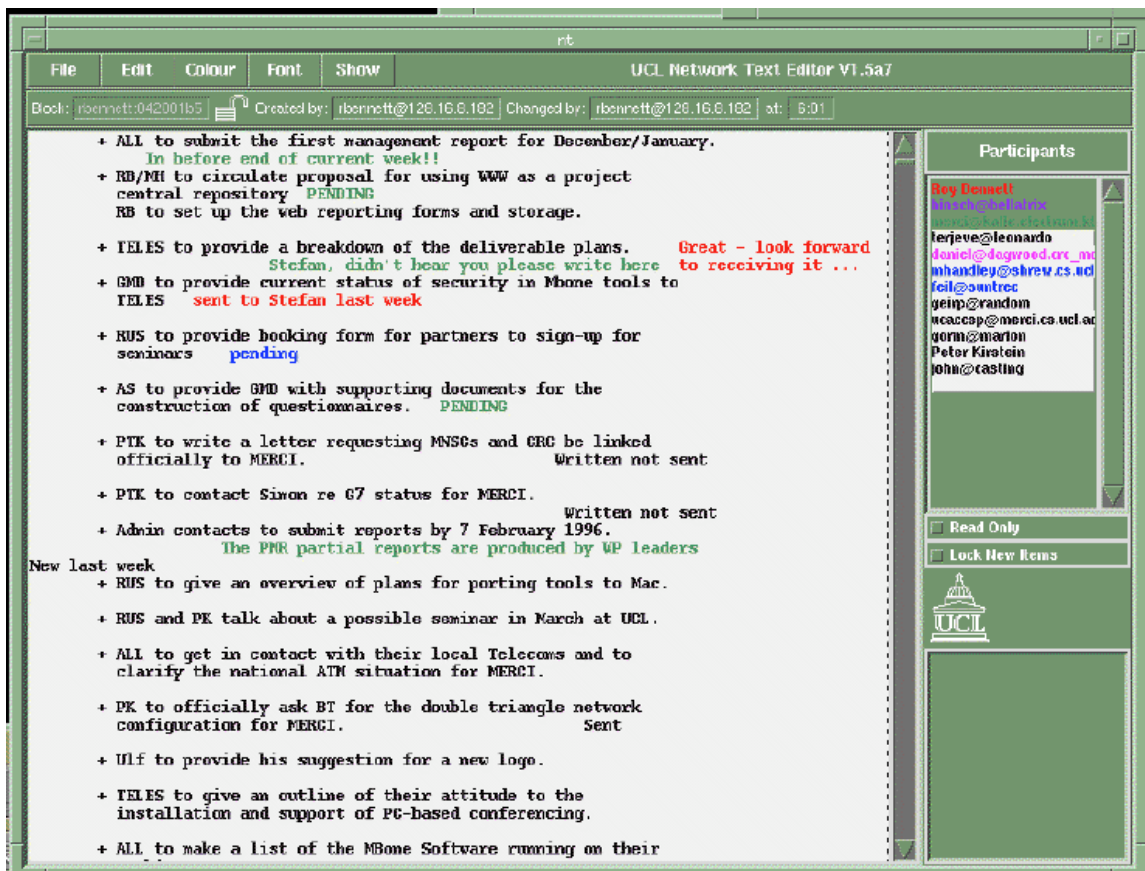 nt
File Edit Colour Font Show UCL Network Text Editor V1.5a7
Block: rbennett:042001b5 Created by: rbennett@128.16.8.182 Changed by: rbennett@128.16.8.182 at: 6:01
+ ALL to submit the first management report for December/January.
In before end of current week!!
+ RB/MH to circulate proposal for using WWW as a project
central repository PENDING
RB to set up the web reporting forms and storage.
+ TELES to provide a breakdown of the deliverable plans. Great - look forward
Stefan, didn't hear you please write here to receiving it ...
+ GMD to provide current status of security in Mbone tools to
TELES sent to Stefan last week
+ RUS to provide booking form for partners to sign-up for
seminars pending
+ AS to provide GMD with supporting documents for the
construction of questionnaires. PENDING
+ PTK to write a letter requesting MNSCs and CRC be linked
officially to MERCI. Written not sent
+ PTK to contact Simon re G7 status for MERCI.
Written not sent
+ Admin contacts to submit reports by 7 February 1996.
The PMR partial reports are produced by WP leaders
New last week
+ RUS to give an overview of plans for porting tools to Mac.
+ RUS and PK talk about a possible seminar in March at UCL.
+ ALL to get in contact with their local Telecoms and to
clarify the national ATM situation for MERCI.
+ PK to officially ask BT for the double triangle network
configuration for MERCI. Sent
+ Ulf to provide his suggestion for a new logo.
+ TELES to give an outline of their attitude to the
installation and support of PC-based conferencing.
+ ALL to make a list of the MBone Software running on their
Participants
Roy Bennett
hinsch@bellatrix
terjeve@leonardo
daniel@dagwood.crc_mc
mhandley@shrew.cs.ucl
feil@suntrec
geirp@random
ucaccsp@merci.cs.ucl.ac
gorm@marlon
Peter Kirstein
john@casting
Read Only
Lock New Items
UCL